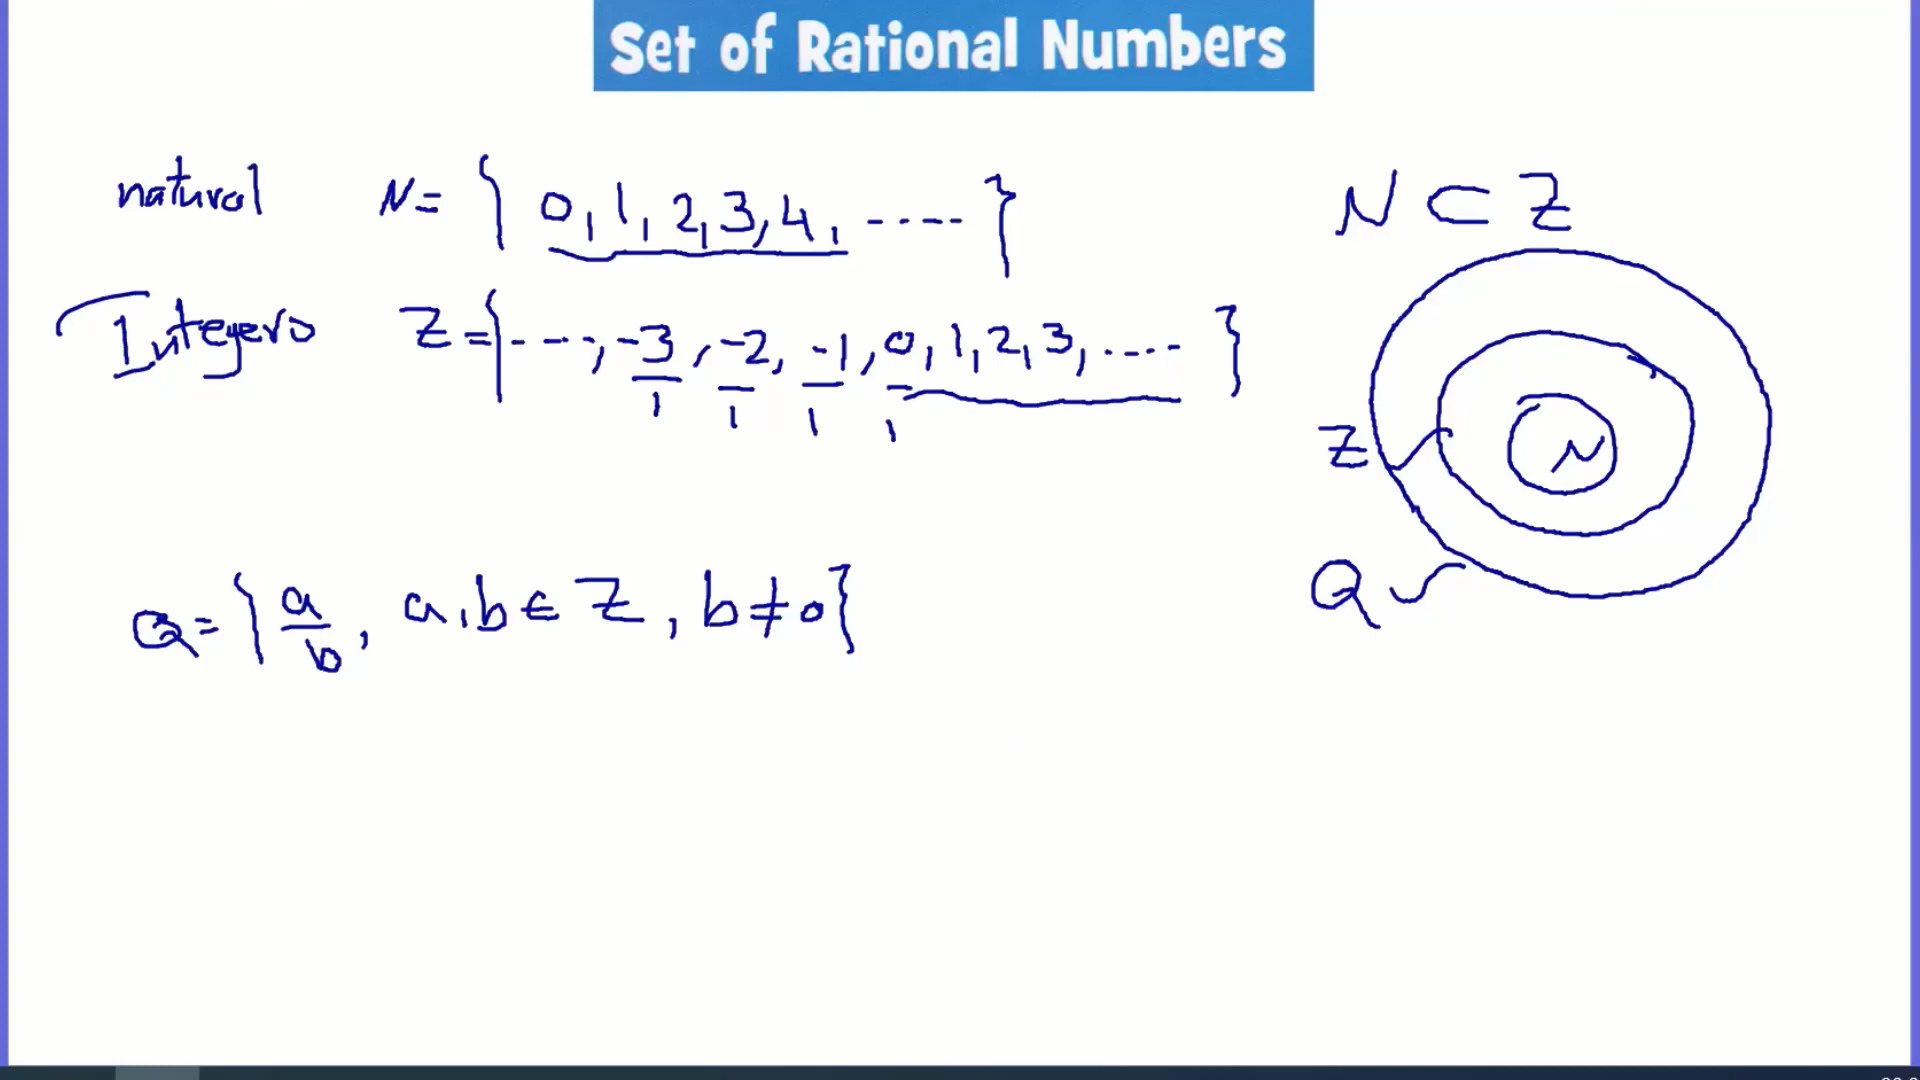 Set of Rational Numbers
natural N = { 0, 1, 2, 3, 4, ---- }
N ⊂ Z
Integers Z = { ----, -3/1, -2/1, -1/1, 0/1, 1, 2, 3, ---- }
N
Z
Q
Q = { a/b, a, b ∈ Z, b ≠ 0 }